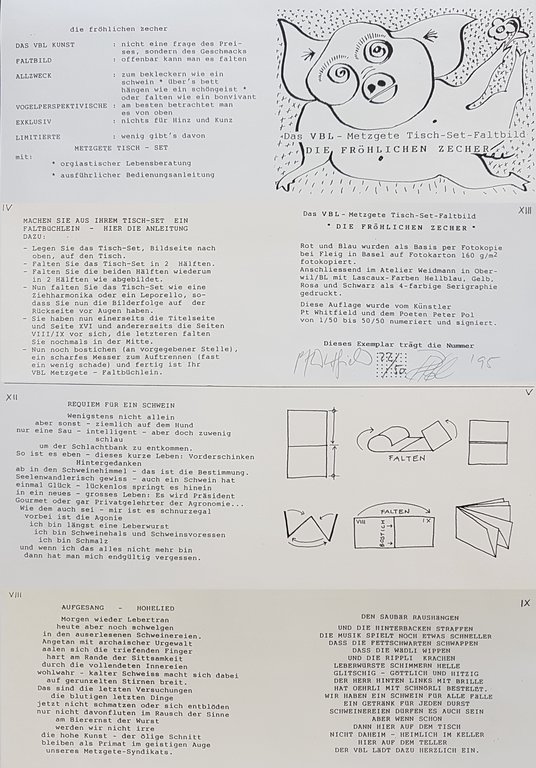 die fröhlichen zecher
DAS VBL KUNST : nicht eine frage des Prei-
ses, sondern des Geschmacks
FALTBILD : offenbar kann man es falten
ALLZWECK : zum bekleckern wie ein
schwein * über's bett
hängen wie ein schöngeist *
oder falten wie ein bonvivant
VOGELPERSPEKTIVISCHE : am besten betrachtet man
es von oben
EXKLUSIV : nichts für Hinz und Kunz
LIMITIERTE : wenig gibt's davon
METZGETE TISCH - SET
mit:
* orgiastischer Lebensberatung
* ausführlicher Bedienungsanleitung
Das VBL-Metzgete Tisch-Set-Faltbild
DIE FRÖHLICHEN ZECHER
IV
MACHEN SIE AUS IHREM TISCH-SET EIN
FALTBÜCHLEIN - HIER DIE ANLEITUNG
DAZU:
- Legen Sie das Tisch-Set, Bildseite nach
oben, auf den Tisch.
- Falten Sie das Tisch-Set in 2 Hälften.
- Falten Sie die beiden Hälften wiederum
in 2 Hälften wie abgebildet.
- Nun falten Sie das Tisch-Set wie eine
Ziehharmonika oder ein Leporello, so-
dass Sie nun die Bilderfolge auf der
Rückseite vor Augen haben.
- Sie haben nun einerseits die Titelseite
und Seite XVI und andererseits die Seiten
VIII/IX vor sich, die letzteren falten
Sie nochmals in der Mitte.
- Nun noch bostichen (an vorgegebener Stelle),
ein scharfes Messer zum Auftrennen (fast
ein wenig schade) und fertig ist Ihr
VBL Metzgete - Faltbüchlein.
XIII
Das VBL-Metzgete Tisch-Set-Faltbild
" DIE FRÖHLICHEN ZECHER "
Rot und Blau wurden als Basis per Fotokopie
bei Fleig in Basel auf Fotokarton 160 g/m2
fotokopiert.
Anschliessend im Atelier Weidmann in Ober-
wil/BL mit Lascaux-Farben Hellblau, Gelb,
Rosa und Schwarz als 4-farbige Serigraphie
gedruckt.
Diese Auflage wurde vom Künstler
Pt Whitfield und dem Poeten Peter Pol
von 1/50 bis 50/50 numeriert und signiert.
Dieses Exemplar trägt die Nummer
/50
'95
XII
REQUIEM FÜR EIN SCHWEIN
Wenigstens nicht allein
aber sonst - ziemlich auf dem Hund
nur eine Sau - intelligent - aber doch zuwenig
schlau
um der Schlachtbank zu entkommen.
So ist es eben - dieses kurze Leben: Vorderschinken
Hintergedanken
ab in den Schweinehimmel - das ist die Bestimmung.
Seelenwandlerisch gewiss - auch ein Schwein hat
einmal Glück - lückenlos springt es hinein
in ein neues - grosses Leben: Es wird Präsident
Gourmet oder gar Privatgelehrter der Agronomie...
Wie dem auch sei - mir ist es schnurzegal
vorbei ist die Agonie
ich bin längst eine Leberwurst
ich bin Schweinehals und Schweinsvoressen
ich bin Schmalz
und wenn ich das alles nicht mehr bin
dann hat man mich endgültig vergessen.
V
FALTEN
FALTEN
VIII
BOSTICH
IX
VIII
AUFGESANG - HOHELIED
Morgen wieder Lebertran
heute aber noch schwelgen
in den auserlesenen Schweinereien.
Angetan mit archaischer Urgewalt
aalen sich die triefenden Finger
hart am Rande der Sittsamkeit
durch die vollendeten Innereien
wohlwahr - kalter Schweiss macht sich dabei
auf gerunzelten Stirnen breit.
Das sind die letzten Versuchungen
die blutigen letzten Dinge
jetzt nicht schmatzen oder sich entblöden
nur nicht davonfluten im Rausch der Sinne
am Bierernst der Wurst
werden wir nicht irre
die hohe Kunst - der ölige Schnitt
bleiben als Primat im geistigen Auge
unseres Metzgete-Syndikats.
IX
DEN SAUBÄR RAUSHÄNGEN
UND DIE HINTERBACKEN STRAFFEN
DIE MUSIK SPIELT NOCH ETWAS SCHNELLER
DASS DIE FETTSCHWARTEN SCHWAPPEN
DASS DIE WÄDLI WIPPEN
UND DIE RIPPLI KRACHEN
LEBERWÜRSTE SCHIMMERN HELLE
GLITSCHIG - GÖTTLICH UND HITZIG
DER HERR HINTEN LINKS MIT BRILLE
HAT OEHRLI MIT SCHNÖRLI BESTELLT.
WIR HABEN EIN SCHWEIN FÜR ALLE FÄLLE
EIN GETRÄNK FÜR JEDEN DURST
SCHWEINEREIEN DÜRFEN ES AUCH SEIN
ABER WENN SCHON
DANN HIER AUF DEM TISCH
NICHT DAHEIM - HEIMLICH IM KELLER
HIER AUF DEM TELLER
DER VBL LÄDT DAZU HERZLICH EIN.